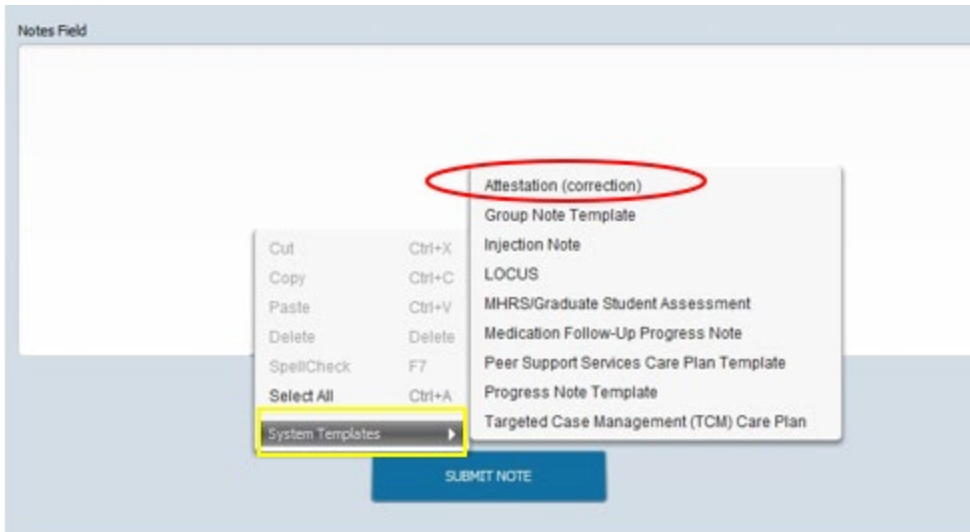 Notes Field
Attestation (correction)
Group Note Template
Injection Note
LOCUS
MHRS/Graduate Student Assessment
Medication Follow-Up Progress Note
Peer Support Services Care Plan Template
Progress Note Template
Targeted Case Management (TCM) Care Plan
Cut Ctrl+X
Copy Ctrl+C
Paste Ctrl+V
Delete Delete
SpellCheck F7
Select All Ctrl+A
System Templates
SUBMIT NOTE